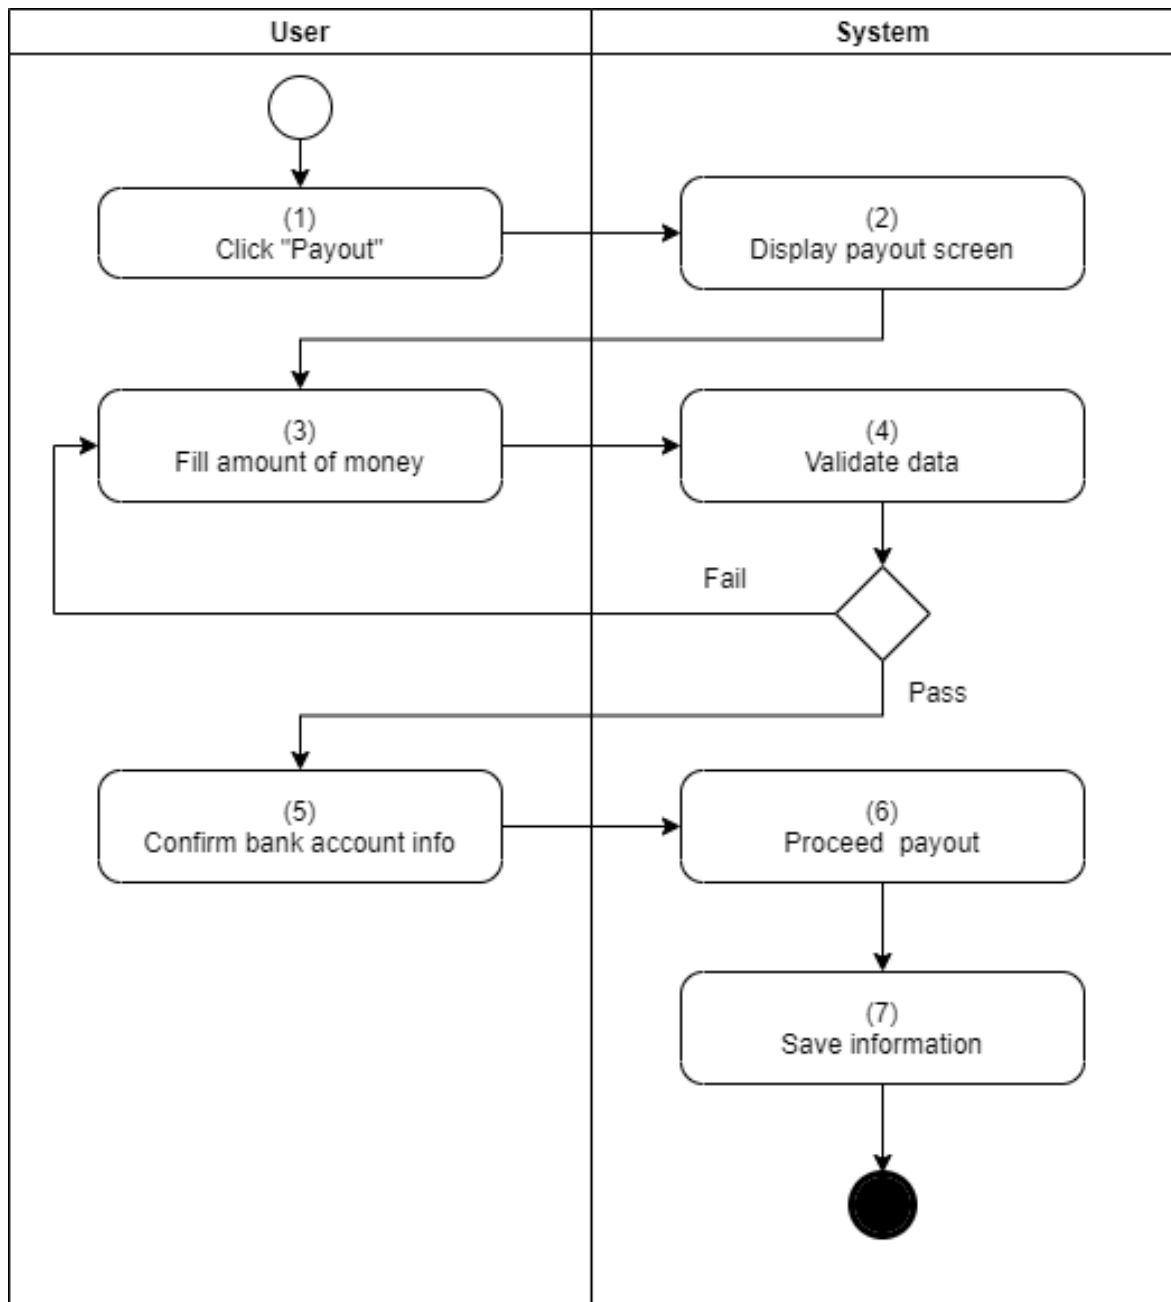 User
System
(1)
Click "Payout"
(2)
Display payout screen
(3)
Fill amount of money
(4)
Validate data
Fail
Pass
(5)
Confirm bank account info
(6)
Proceed  payout
(7)
Save information